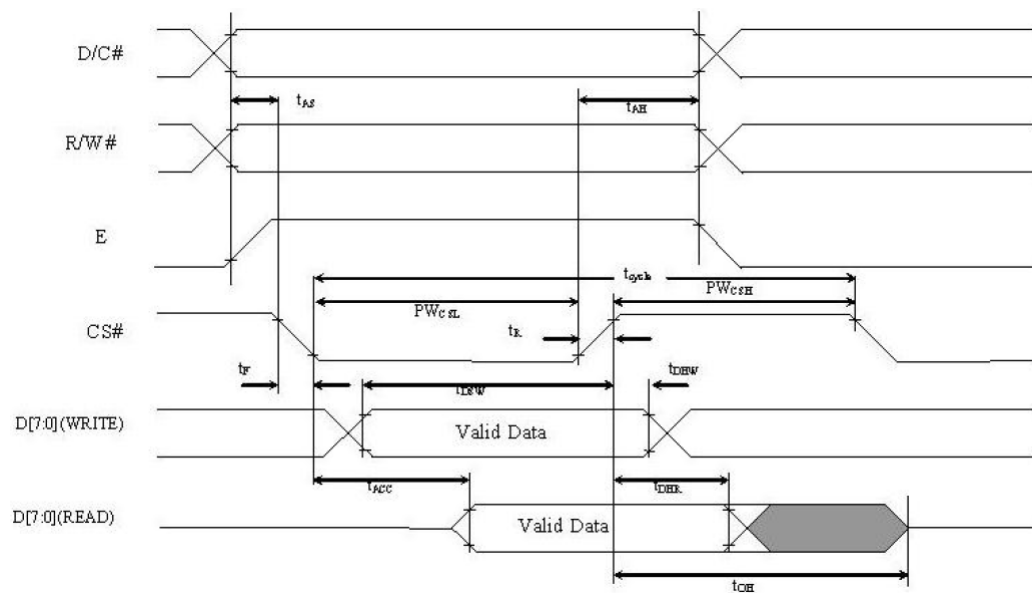 D/C#
tAS
tAH
R/W#
E
tcycle
PWCSH
PWCSL
CS#
tR
tF
tDSW
tDHW
D[7:0](WRITE)
Valid Data
tACC
tDHR
D[7:0](READ)
Valid Data
tOH